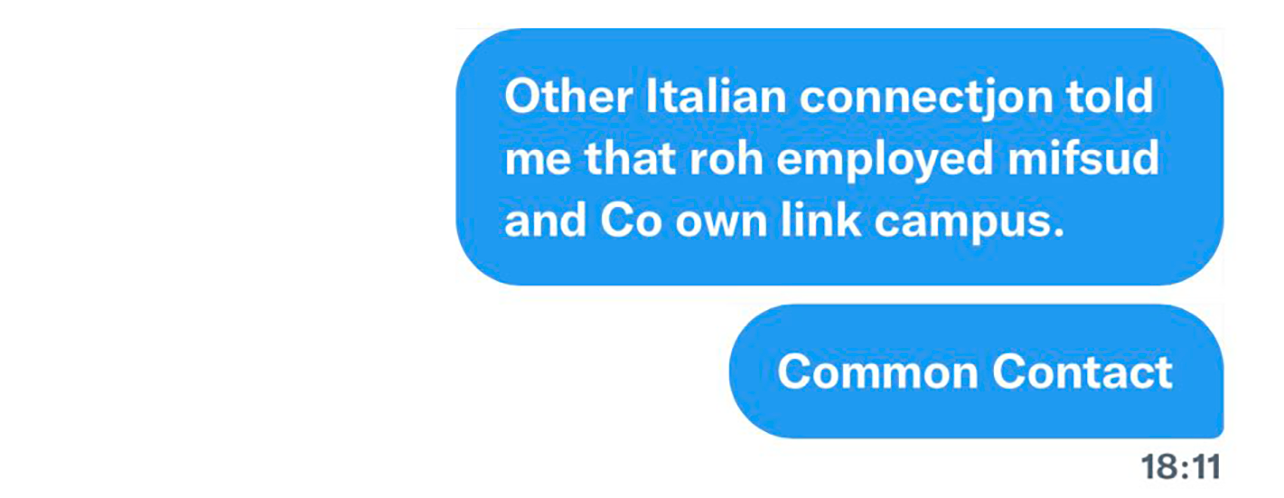 Other Italian connectjon told
me that roh employed mifsud
and Co own link campus.
Common Contact
18:11